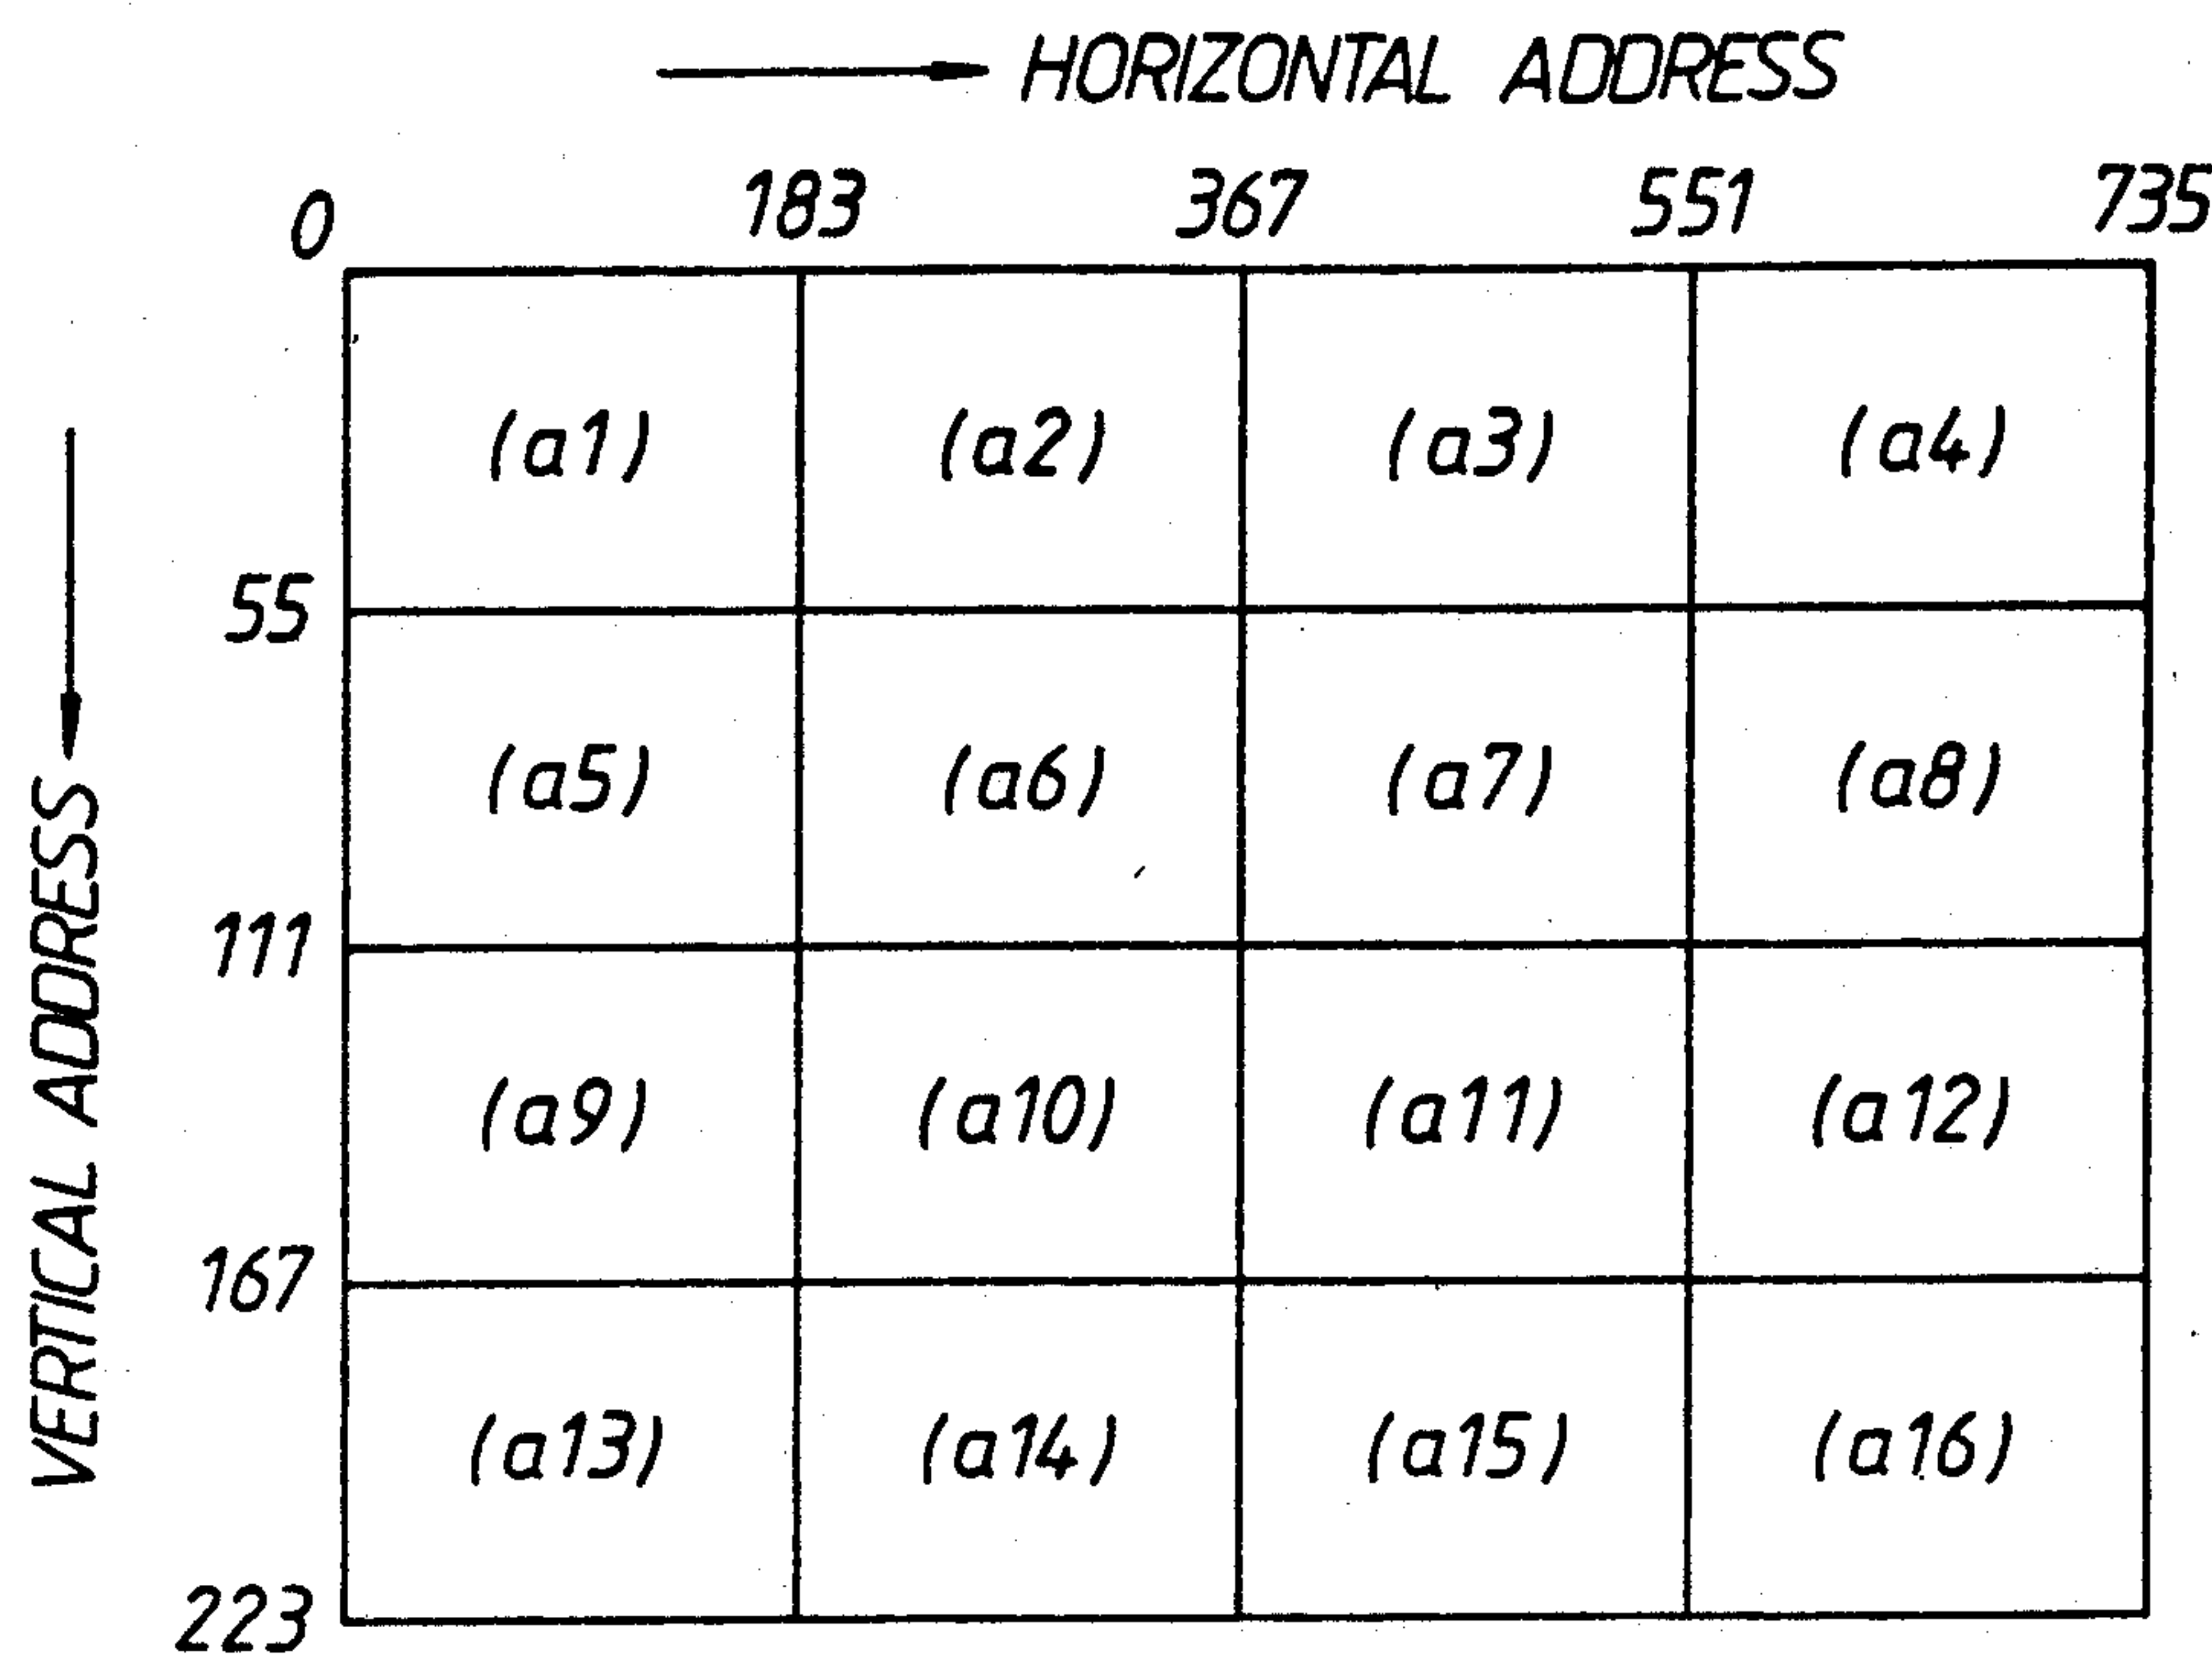 HORIZONTAL ADDRESS
0 183 367 551 735
(a1) (a2) (a3) (a4)
55
(a5) (a6) (a7) (a8)
111
(a9) (a10) (a11) (a12)
167
(a13) (a14) (a15) (a16)
223
VERTICAL ADDRESS